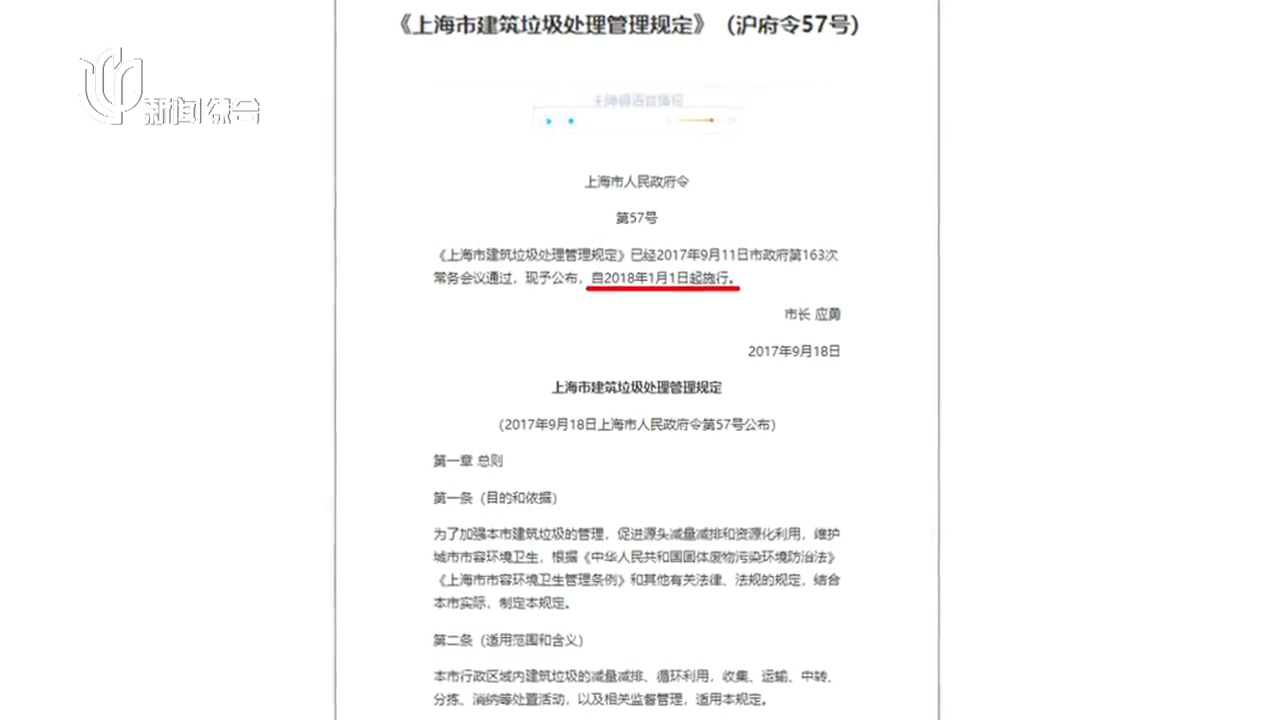 《上海市建筑垃圾处理管理规定》（沪府令57号）
新闻综合
无障碍语音播报
上海市人民政府令
第57号
《上海市建筑垃圾处理管理规定》已经2017年9月11日市政府第163次
常务会议通过，现予公布，自2018年1月1日起施行。
市长 应勇
2017年9月18日
上海市建筑垃圾处理管理规定
（2017年9月18日上海市人民政府令第57号公布）
第一章 总则
第一条（目的和依据）
为了加强本市建筑垃圾的管理，促进源头减量减排和资源化利用，维护
城市市容环境卫生，根据《中华人民共和国固体废物污染环境防治法》
《上海市市容环境卫生管理条例》和其他有关法律、法规的规定，结合
本市实际，制定本规定。
第二条（适用范围和含义）
本市行政区域内建筑垃圾的减量减排、循环利用，收集、运输、中转、
分拣、消纳等处置活动，以及相关监督管理，适用本规定。